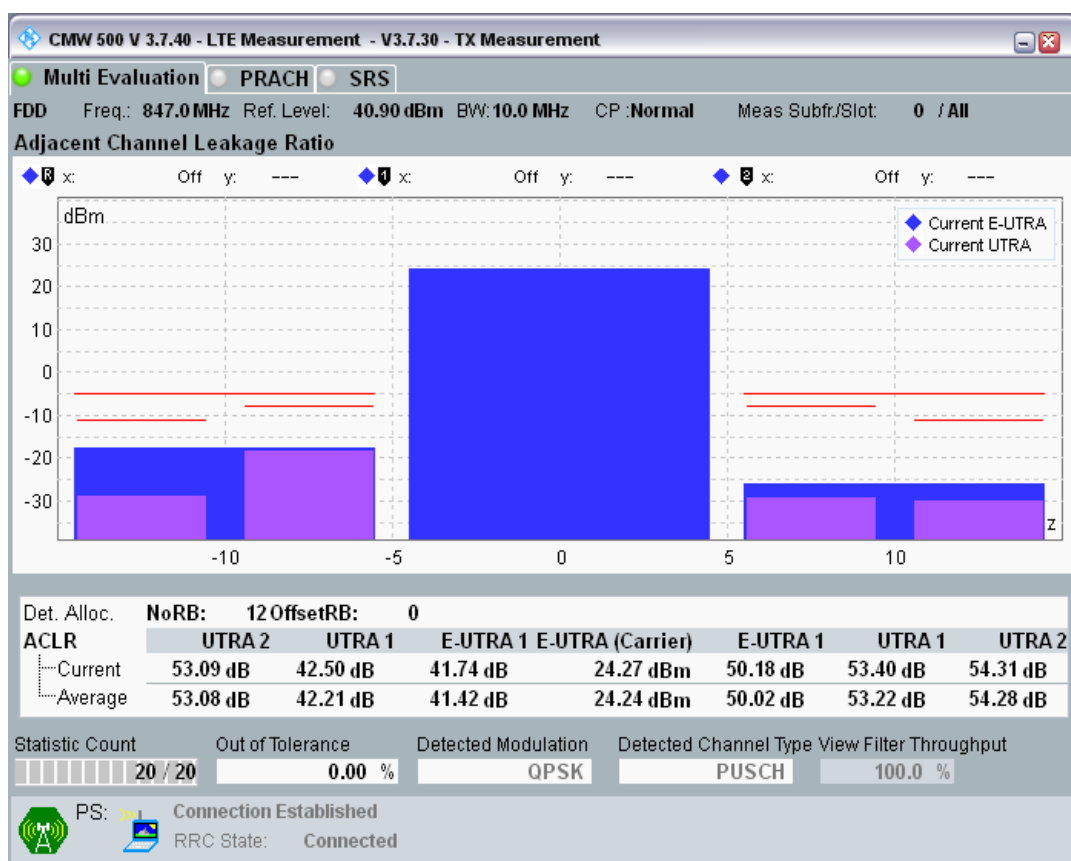 CMW 500 V 3.7.40 - LTE Measurement - V3.7.30 - TX Measurement
Multi Evaluation PRACH SRS
FDD Freq.: 847.0 MHz Ref. Level: 40.90 dBm BW: 10.0 MHz CP :Normal Meas Subfr./Slot: 0 / All
Adjacent Channel Leakage Ratio
R x: Off y: --- 1 x: Off y: --- 2 x: Off y: ---
dBm
Current E-UTRA
Current UTRA
30
20
10
0
-10
-20
-30
z
-10 -5 0 5 10
Det. Alloc. NoRB: 12 OffsetRB: 0
ACLR UTRA 2 UTRA 1 E-UTRA 1 E-UTRA (Carrier) E-UTRA 1 UTRA 1 UTRA 2
Current 53.09 dB 42.50 dB 41.74 dB 24.27 dBm 50.18 dB 53.40 dB 54.31 dB
Average 53.08 dB 42.21 dB 41.42 dB 24.24 dBm 50.02 dB 53.22 dB 54.28 dB
Statistic Count Out of Tolerance Detected Modulation Detected Channel Type View Filter Throughput
20 / 20 0.00 % QPSK PUSCH 100.0 %
PS: Connection Established
RRC State: Connected